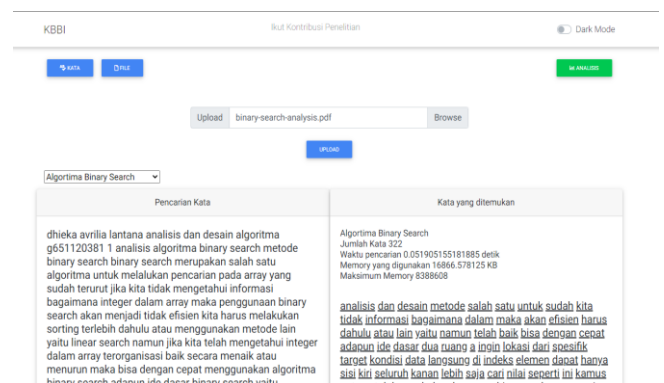 KBBI
Ikut Kontribusi Penelitian
Dark Mode
KATA
FILE
ANALISIS
Upload
binary-search-analysis.pdf
Browse
UPLOAD
Algortima Binary Search
Pencarian Kata
dhieka avrilia lantana analisis dan desain algoritma
g651120381 1 analisis algoritma binary search metode
binary search binary search merupakan salah satu
algoritma untuk melalukan pencarian pada array yang
sudah terurut jika kita tidak mengetahui informasi
bagaimana integer dalam array maka penggunaan binary
search akan menjadi tidak efisien kita harus melakukan
sorting terlebih dahulu atau menggunakan metode lain
yaitu linear search namun jika kita telah mengetahui integer
dalam array terorganisasi baik secara menaik atau
menurun maka bisa dengan cepat menggunakan algoritma
binary search adapun ide dasar binary search yaitu
Kata yang ditemukan
Algortima Binary Search
Jumlah Kata 322
Waktu pencarian 0.051905155181885 detik
Memory yang digunakan 16866.578125 KB
Maksimum Memory 8388608
analisis dan desain metode salah satu untuk sudah kita
tidak informasi bagaimana dalam maka akan efisien harus
dahulu atau lain yaitu namun telah baik bisa dengan cepat
adapun ide dasar dua ruang a ingin lokasi dari spesifik
target kondisi data langsung di indeks elemen dapat hanya
sisi kiri seluruh kanan lebih saja cari nilai seperti ini kamus